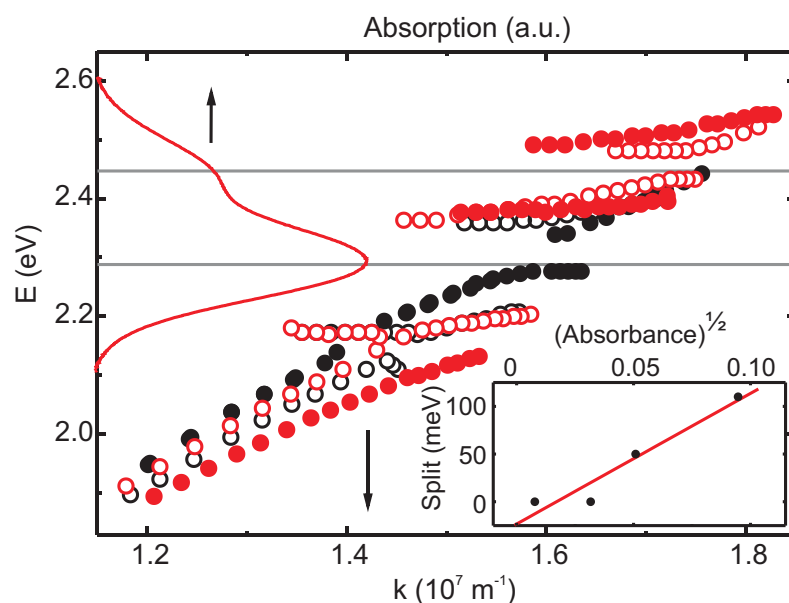 Absorption (a.u.)
2.6
2.4
2.2
2.0
E (eV)
1.2
1.4
1.6
1.8
k (10⁷ m⁻¹)
(Absorbance)^½
0
0.05
0.10
100
50
0
Split (meV)